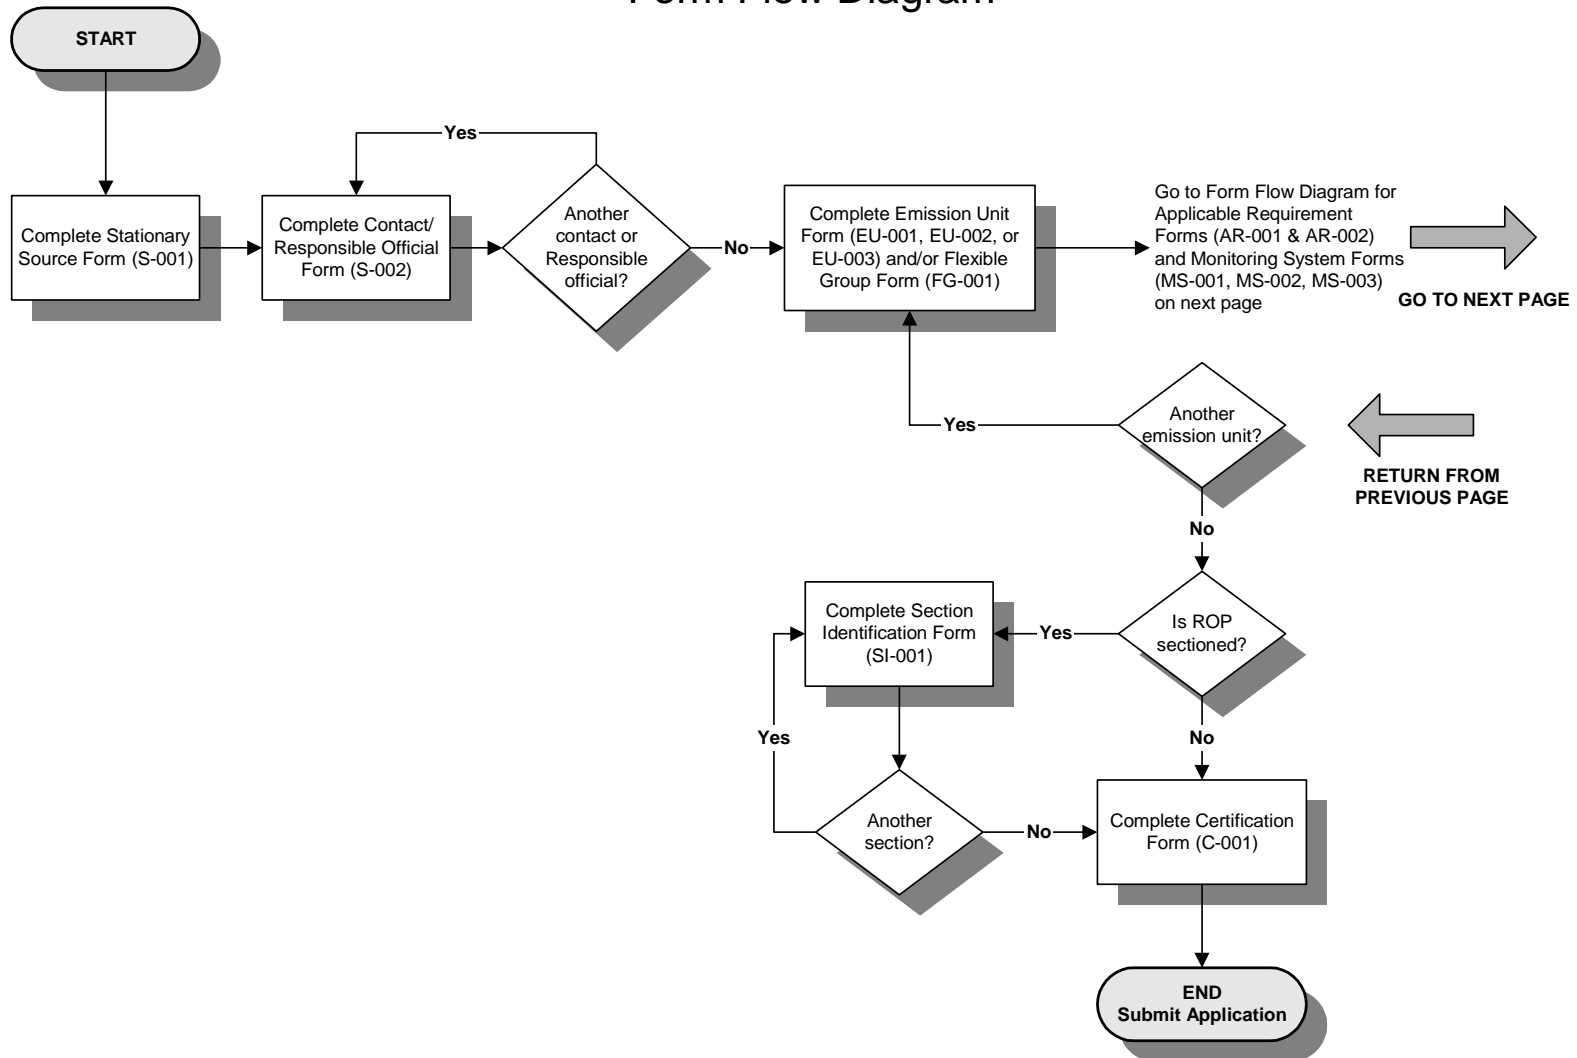 Form Flow Diagram
START
Yes
Complete Stationary
Source Form (S-001)
Complete Contact/
Responsible Official
Form (S-002)
Another
contact or
Responsible
official?
No
Complete Emission Unit
Form (EU-001, EU-002, or
EU-003) and/or Flexible
Group Form (FG-001)
Go to Form Flow Diagram for
Applicable Requirement
Forms (AR-001 & AR-002)
and Monitoring System Forms
(MS-001, MS-002, MS-003)
on next page
GO TO NEXT PAGE
Another
emission unit?
Yes
RETURN FROM
PREVIOUS PAGE
No
Is ROP
sectioned?
Yes
Complete Section
Identification Form
(SI-001)
Yes
No
Another
section?
No
Complete Certification
Form (C-001)
END
Submit Application